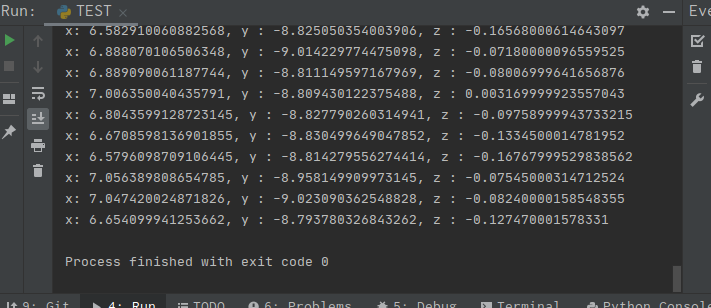 Run: TEST × Eve
x: 6.582910060882568, y : -8.825050354003906, z : -0.16568000614643097
x: 6.888070106506348, y : -9.014229774475098, z : -0.07180000096559525
x: 6.889090061187744, y : -8.811149597167969, z : -0.08006999641656876
x: 7.006350040435791, y : -8.809430122375488, z : 0.003169999923557043
x: 6.8043599128723145, y : -8.827790260314941, z : -0.09758999943733215
x: 6.6708598136901855, y : -8.830499649047852, z : -0.1334500014781952
x: 6.5796098709106445, y : -8.814279556274414, z : -0.16767999529838562
x: 7.056389808654785, y : -8.958149909973145, z : -0.07545000314712524
x: 7.047420024871826, y : -9.023090362548828, z : -0.0824000015854835​5
x: 6.654099941253662, y : -8.793780326843262, z : -0.127470001578331
Process finished with exit code 0
9: Git 4: Run TODO 6: Problems 5: Debug Terminal Python Console